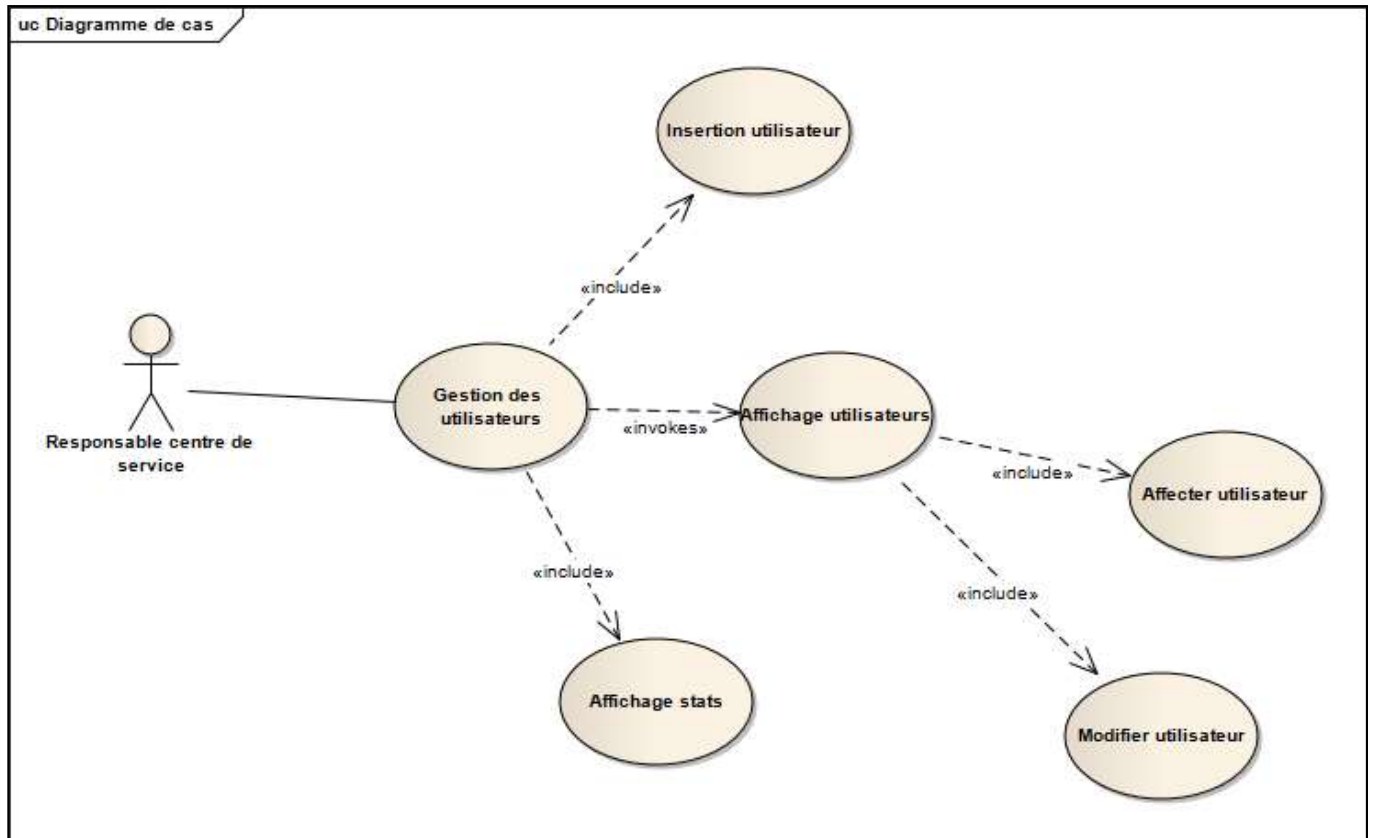 uc Diagramme de cas
Insertion utilisateur
«include»
Gestion des
utilisateurs
Affichage utilisateurs
«invokes»
Responsable centre de
service
«include»
Affecter utilisateur
«include»
«include»
Affichage stats
Modifier utilisateur